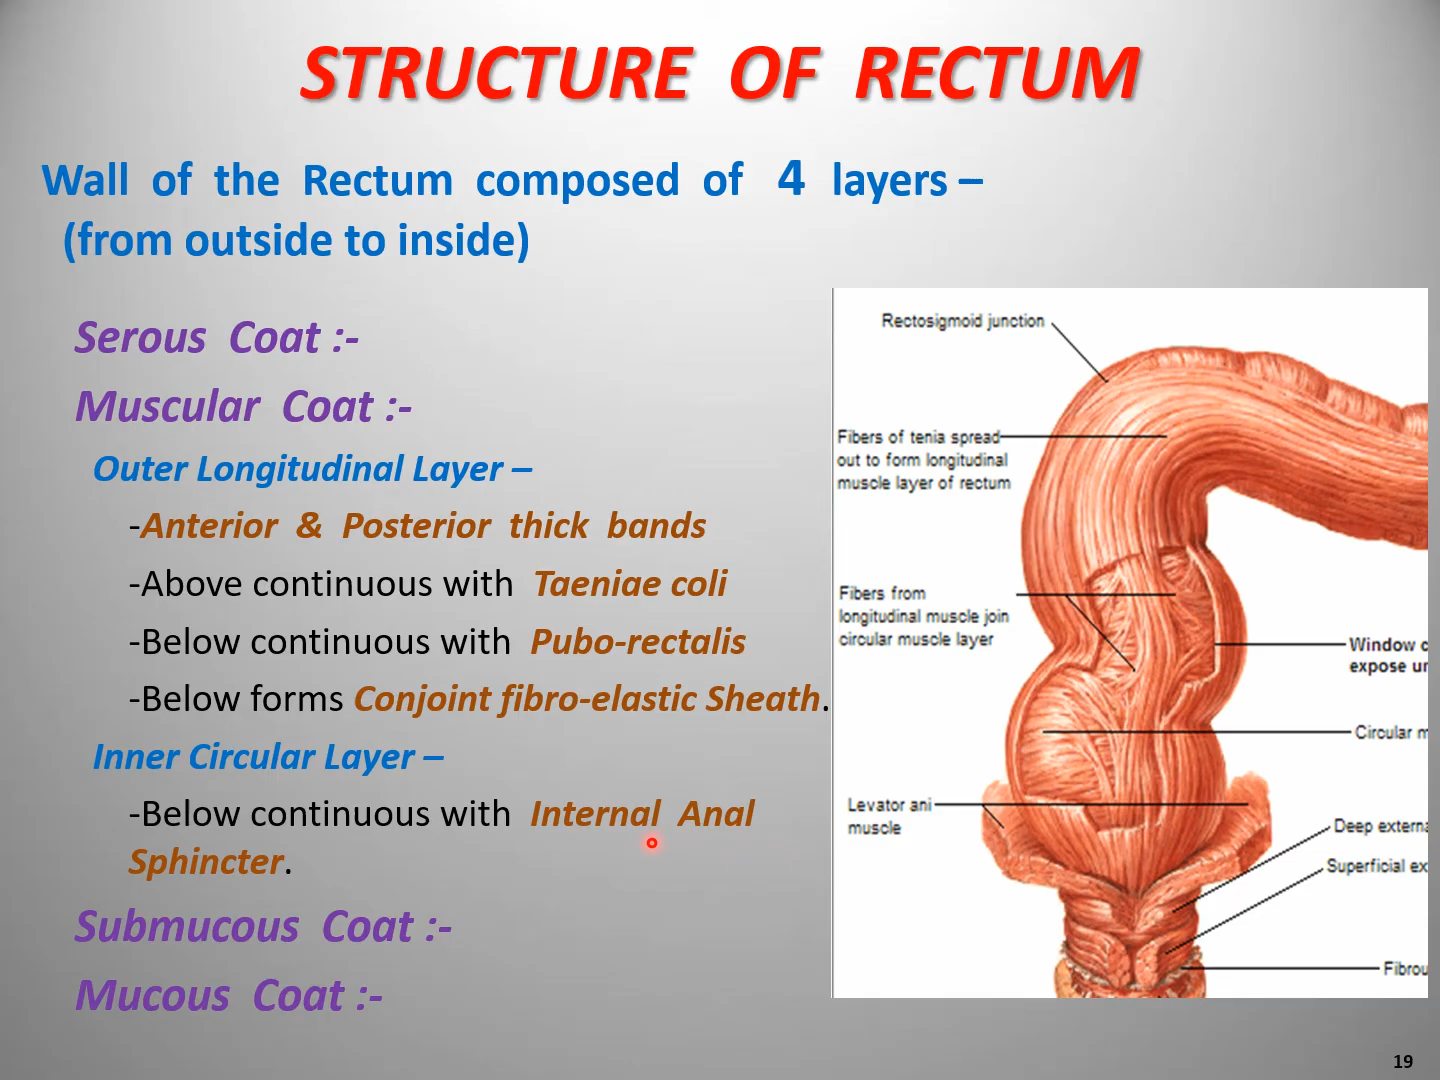 STRUCTURE OF RECTUM
Wall of the Rectum composed of 4 layers –
(from outside to inside)
Serous Coat :-
Muscular Coat :-
Outer Longitudinal Layer –
-Anterior & Posterior thick bands
-Above continuous with Taeniae coli
-Below continuous with Pubo-rectalis
-Below forms Conjoint fibro-elastic Sheath.
Inner Circular Layer –
-Below continuous with Internal Anal
Sphincter.
Submucous Coat :-
Mucous Coat :-
Rectosigmoid junction
Fibers of tenia spread
out to form longitudinal
muscle layer of rectum
Fibers from
longitudinal muscle join
circular muscle layer
Window
expose
Circular
Levator ani
muscle
Deep
Superficial
19